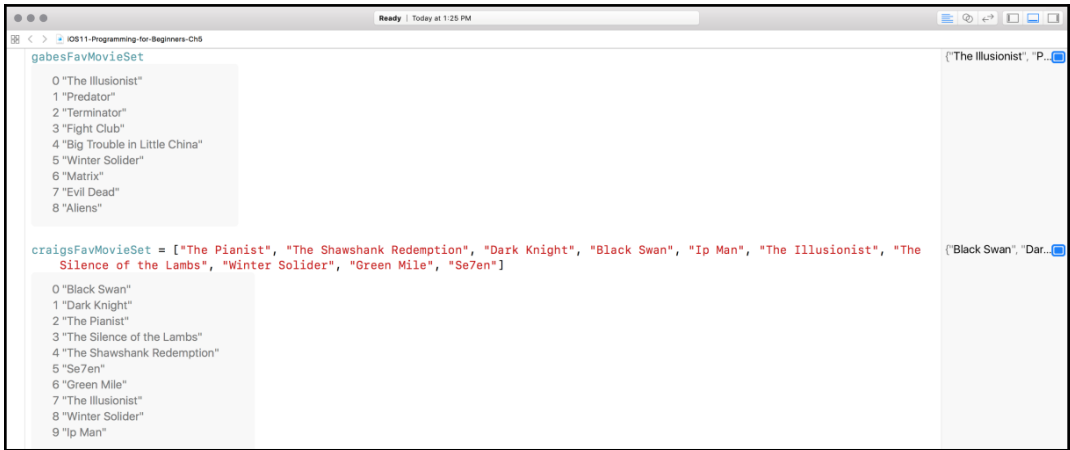 Ready | Today at 1:25 PM
iOS11-Programming-for-Beginners-Ch5
gabesFavMovieSet
{"The Illusionist", "P...
0 "The Illusionist"
1 "Predator"
2 "Terminator"
3 "Fight Club"
4 "Big Trouble in Little China"
5 "Winter Solider"
6 "Matrix"
7 "Evil Dead"
8 "Aliens"
craigsFavMovieSet = ["The Pianist", "The Shawshank Redemption", "Dark Knight", "Black Swan", "Ip Man", "The Illusionist", "The
Silence of the Lambs", "Winter Solider", "Green Mile", "Se7en"]
{"Black Swan", "Dar...
0 "Black Swan"
1 "Dark Knight"
2 "The Pianist"
3 "The Silence of the Lambs"
4 "The Shawshank Redemption"
5 "Se7en"
6 "Green Mile"
7 "The Illusionist"
8 "Winter Solider"
9 "Ip Man"